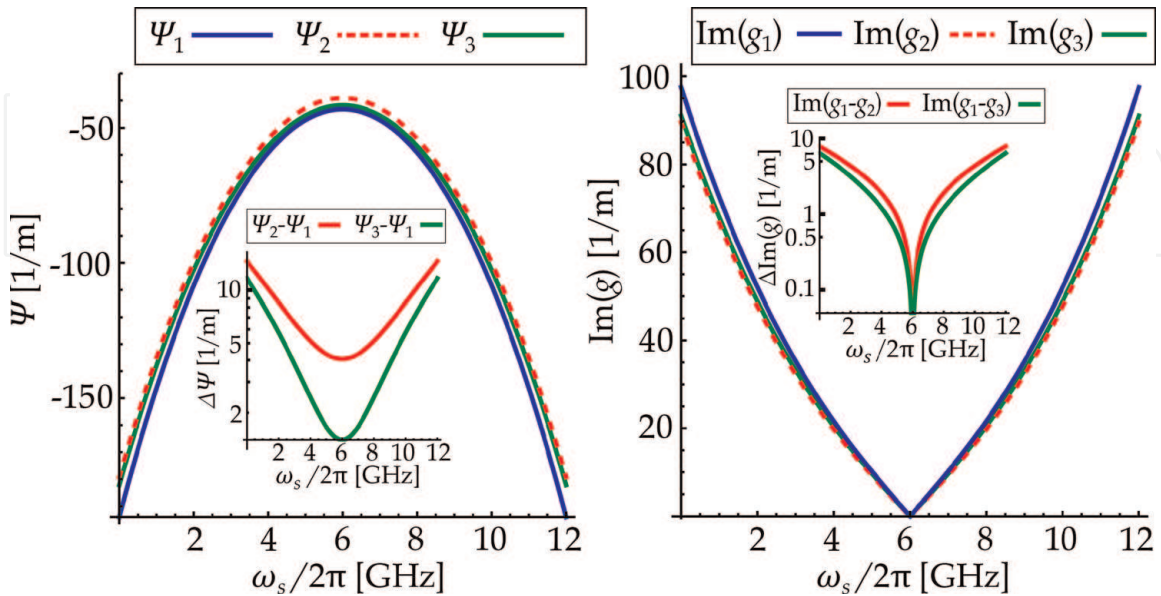 Ψ1 Ψ2 Ψ3
-50
-100
-150
Ψ [1/m]
2 4 6 8 10 12
ωs/2π [GHz]
Ψ2-Ψ1 Ψ3-Ψ1
10
5
2
ΔΨ [1/m]
2 4 6 8 10 12
ωs/2π [GHz]
Im(g1) Im(g2) Im(g3)
100
80
60
40
20
Im(g) [1/m]
2 4 6 8 10 12
ωs/2π [GHz]
Im(g1-g2) Im(g1-g3)
10
5
1
0.5
0.1
ΔIm(g) [1/m]
2 4 6 8 10 12
ωs/2π [GHz]